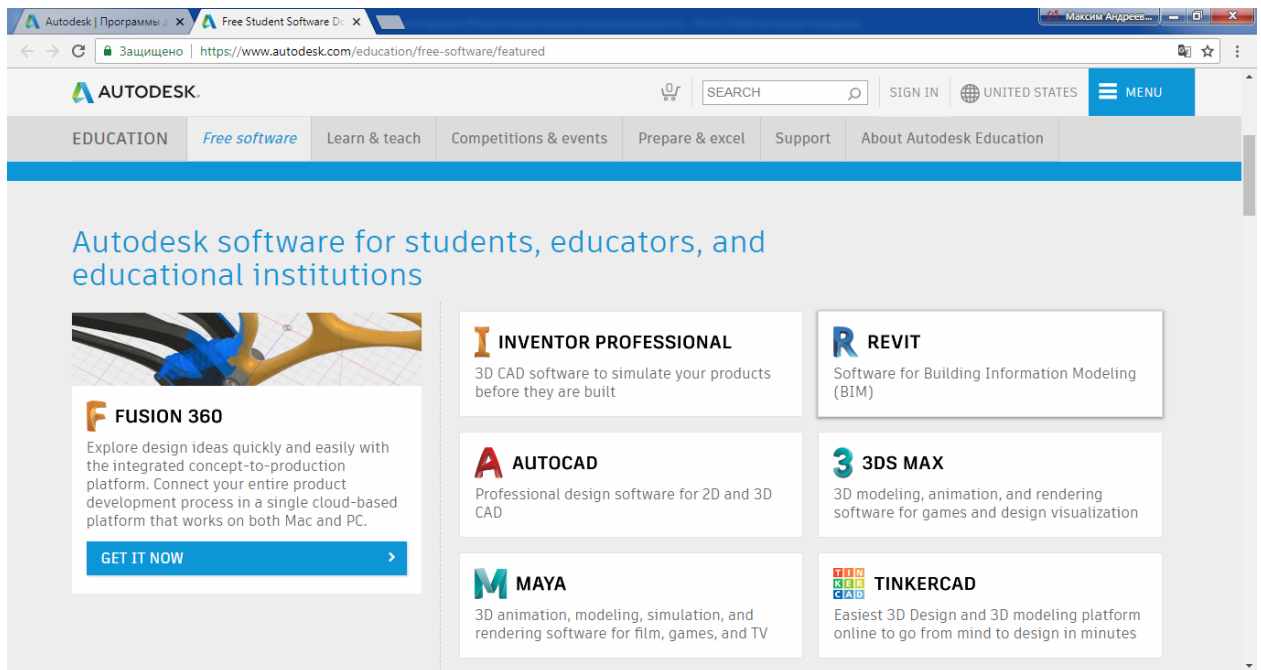 Autodesk | Программы д
Free Student Software Do
Максим Андреев...
Защищено
https://www.autodesk.com/education/free-software/featured
AUTODESK.
0
SEARCH
SIGN IN
UNITED STATES
MENU
EDUCATION
Free software
Learn & teach
Competitions & events
Prepare & excel
Support
About Autodesk Education
Autodesk software for students, educators, and
educational institutions
FUSION 360
Explore design ideas quickly and easily with
the integrated concept-to-production
platform. Connect your entire product
development process in a single cloud-based
platform that works on both Mac and PC.
GET IT NOW
INVENTOR PROFESSIONAL
3D CAD software to simulate your products
before they are built
REVIT
Software for Building Information Modeling
(BIM)
AUTOCAD
Professional design software for 2D and 3D
CAD
3DS MAX
3D modeling, animation, and rendering
software for games and design visualization
MAYA
3D animation, modeling, simulation, and
rendering software for film, games, and TV
TIN
KER
CAD
TINKERCAD
Easiest 3D Design and 3D modeling platform
online to go from mind to design in minutes